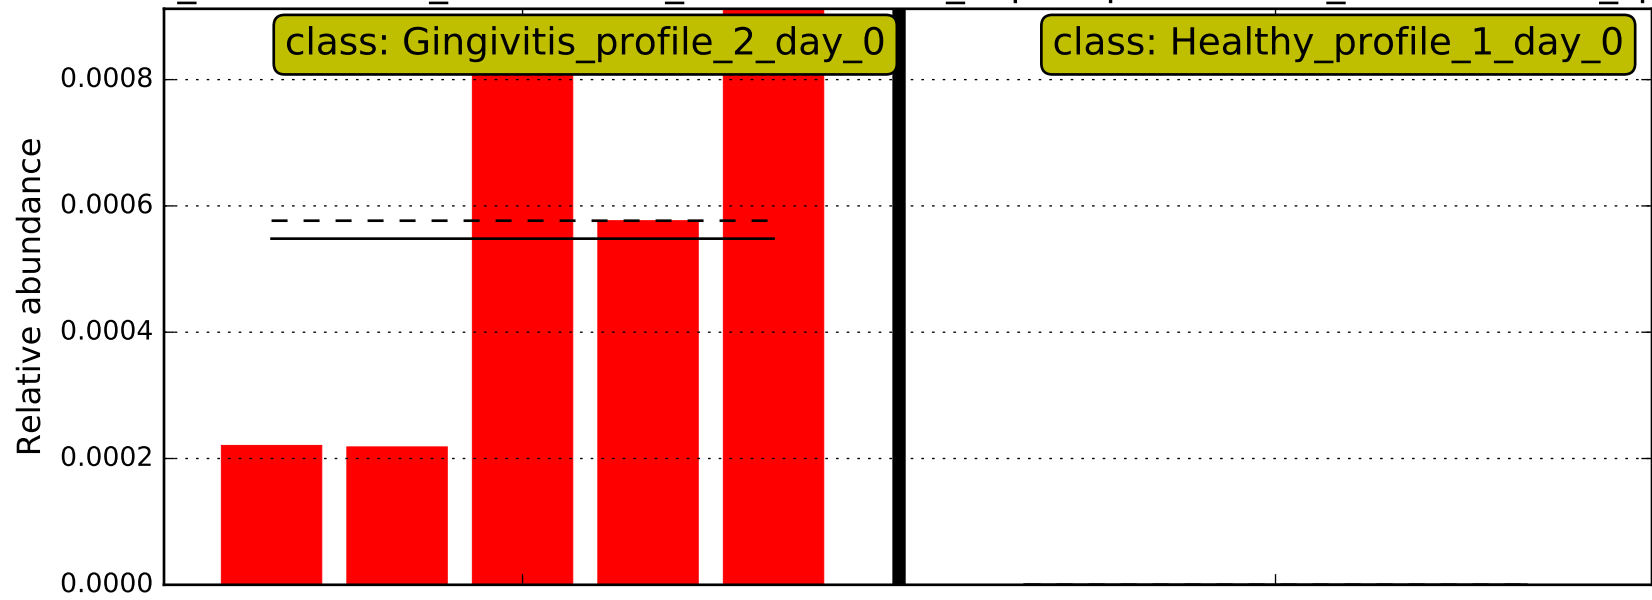 class: Gingivitis_profile_2_day_0
class: Healthy_profile_1_day_0
0.0008
0.0006
0.0004
0.0002
0.0000
Relative abundance